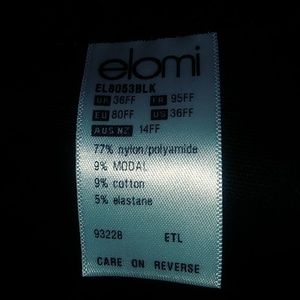 elomi
EL8053BLK
UK 36FF FR 95FF
EU 80FF US 36FF
AUS NZ 14FF
77% nylon/polyamide
9% MODAL
9% cotton
5% elastane
93228 ETL
CARE ON REVERSE